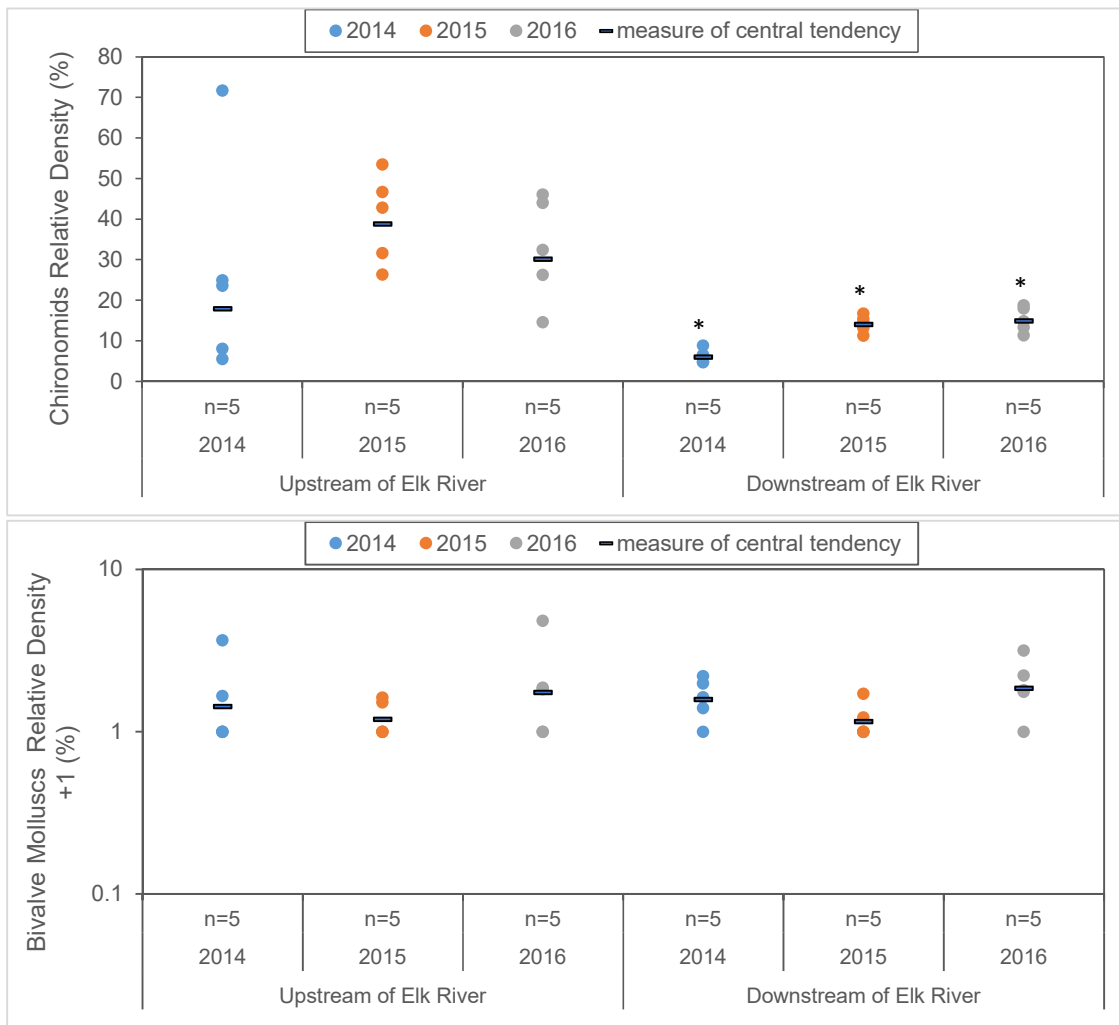 2014 2015 2016 measure of central tendency
Chironomids Relative Density (%)
80
70
60
50
40
30
20
10
0
* * *
n=5 n=5 n=5 n=5 n=5 n=5
2014 2015 2016 2014 2015 2016
Upstream of Elk River Downstream of Elk River
2014 2015 2016 measure of central tendency
Bivalve Molluscs Relative Density
+1 (%)
10
1
0.1
n=5 n=5 n=5 n=5 n=5 n=5
2014 2015 2016 2014 2015 2016
Upstream of Elk River Downstream of Elk River